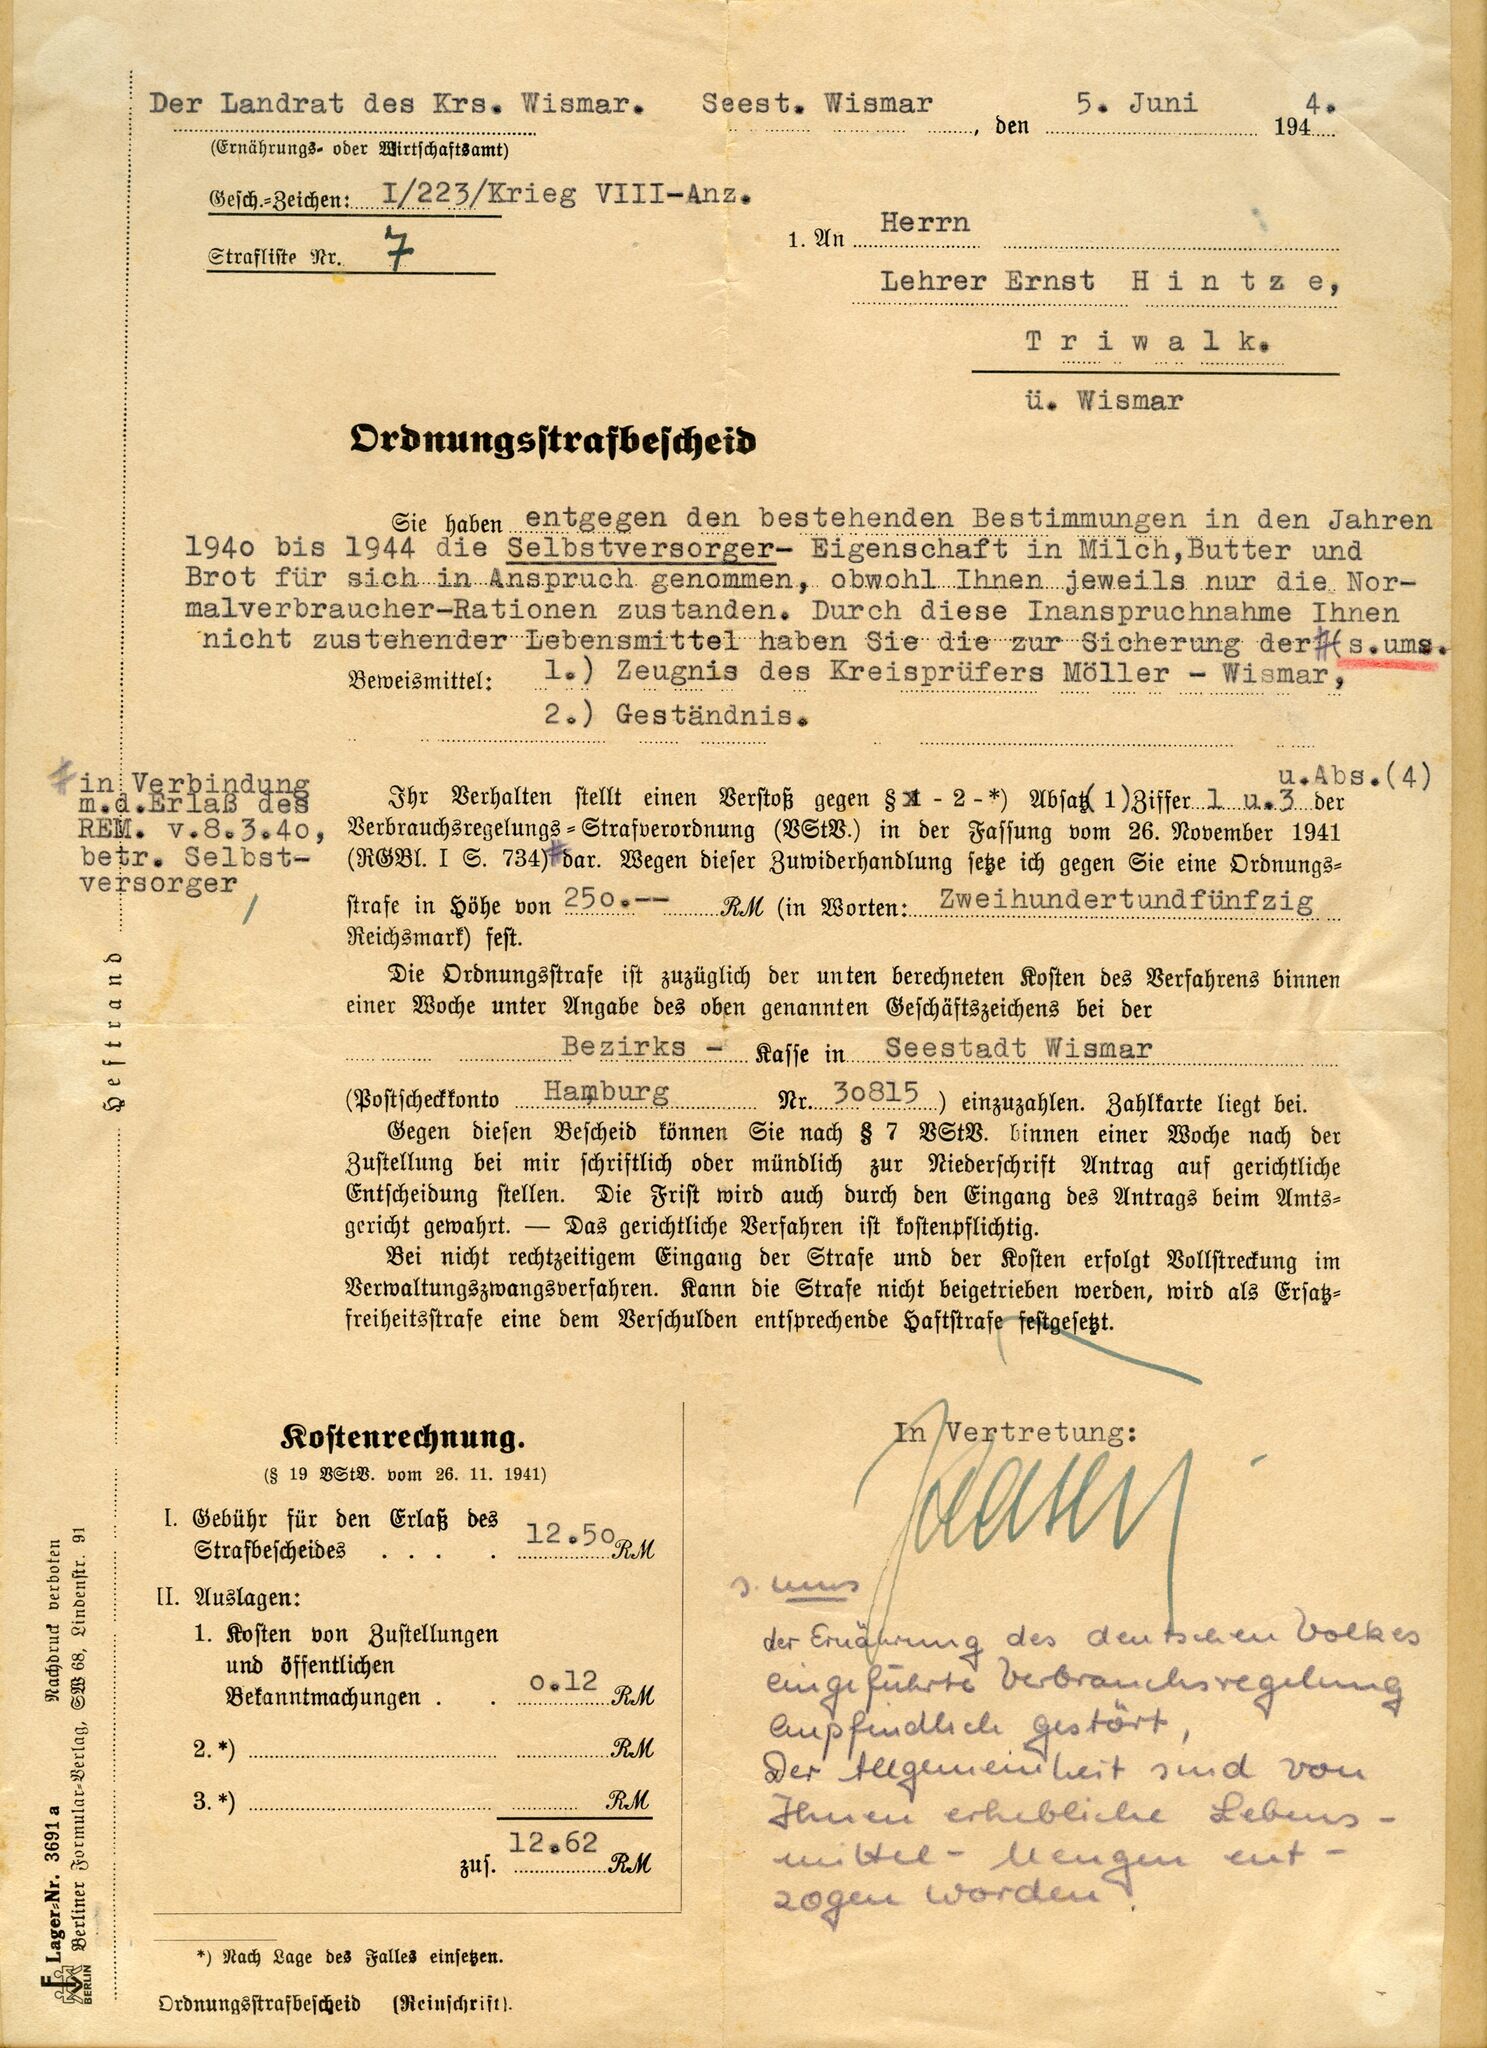 Der Landrat des Krs. Wismar. Seest. Wismar, den 5. Juni 1944.
(Ernährungs- oder Wirtschaftsamt)
Gesch.-Zeichen: I/223/Krieg VIII-Anz.
Strafliste Nr. 7
1. An Herrn
Lehrer Ernst Hintze,
Triwalk.
ü. Wismar
Ordnungsstrafbescheid
Sie haben entgegen den bestehenden Bestimmungen in den Jahren
1940 bis 1944 die Selbstversorger- Eigenschaft in Milch, Butter und
Brot für sich in Anspruch genommen, obwohl Ihnen jeweils nur die Nor-
malverbraucher-Rationen zustanden. Durch diese Inanspruchnahme Ihnen
nicht zustehender Lebensmittel haben Sie die zur Sicherung der (s.ums.
Beweismittel: 1.) Zeugnis des Kreisprüfers Möller - Wismar,
2.) Geständnis.
in Verbindung
m.d.Erlaß des
REM. v.8.3.40,
betr. Selbst-
versorger
u.Abs.(4)
Ihr Verhalten stellt einen Verstoß gegen § 1 - 2 - *) Absatz (1) Ziffer 1 u.3 der
Verbrauchsregelungs-Strafverordnung (VStV.) in der Fassung vom 26. November 1941
(RGBl. I S. 734) dar. Wegen dieser Zuwiderhandlung setze ich gegen Sie eine Ordnungs-
strafe in Höhe von 250.-- RM (in Worten: Zweihundertundfünfzig
Reichsmark) fest.
Die Ordnungsstrafe ist zuzüglich der unten berechneten Kosten des Verfahrens binnen
einer Woche unter Angabe des oben genannten Geschäftszeichens bei der
Bezirks - Kasse in Seestadt Wismar
(Postscheckkonto Hamburg Nr. 30815) einzuzahlen. Zahlkarte liegt bei.
Gegen diesen Bescheid können Sie nach § 7 VStV. binnen einer Woche nach der
Zustellung bei mir schriftlich oder mündlich zur Niederschrift Antrag auf gerichtliche
Entscheidung stellen. Die Frist wird auch durch den Eingang des Antrags beim Amts-
gericht gewahrt. — Das gerichtliche Verfahren ist kostenpflichtig.
Bei nicht rechtzeitigem Eingang der Strafe und der Kosten erfolgt Vollstreckung im
Verwaltungszwangsverfahren. Kann die Strafe nicht beigetrieben werden, wird als Ersatz-
freiheitsstrafe eine dem Verschulden entsprechende Haftstrafe festgesetzt.
Heftrand
Kostenrechnung.
(§ 19 VStV. vom 26. 11. 1941)
I. Gebühr für den Erlaß des
Strafbescheides . . . . 12.50 RM
II. Auslagen:
1. Kosten von Zustellungen
und öffentlichen
Bekanntmachungen . . 0.12 RM
2. *) RM
3. *) RM
zus. 12.62 RM
*) Nach Lage des Falles einsetzen.
Ordnungsstrafbescheid (Reinschrift).
In Vertretung:
s. ums
der Ernährung des deutschen Volkes
eingeführte Verbrauchsregelung
empfindlich gestört,
Der Allgemeinheit sind von
Ihnen erhebliche Lebens-
mittel- Mengen ent-
zogen worden.
Lager-Nr. 3691 a Nachdruck verboten
Berliner Formular-Verlag, SW 68, Lindenstr. 91
BERLIN